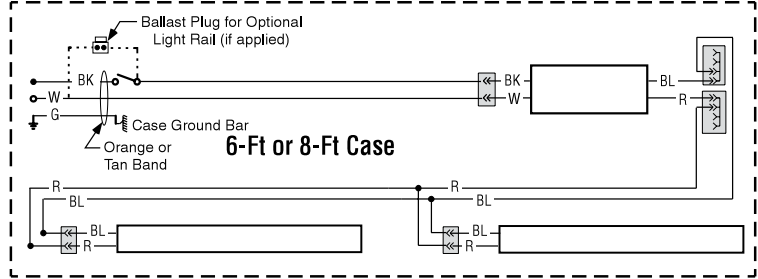 Ballast Plug for Optional
Light Rail (if applied)
BK
BK
BL
W
W
R
G
Case Ground Bar
Orange or
Tan Band
6-Ft or 8-Ft Case
R
R
BL
BL
BL
BL
R
R